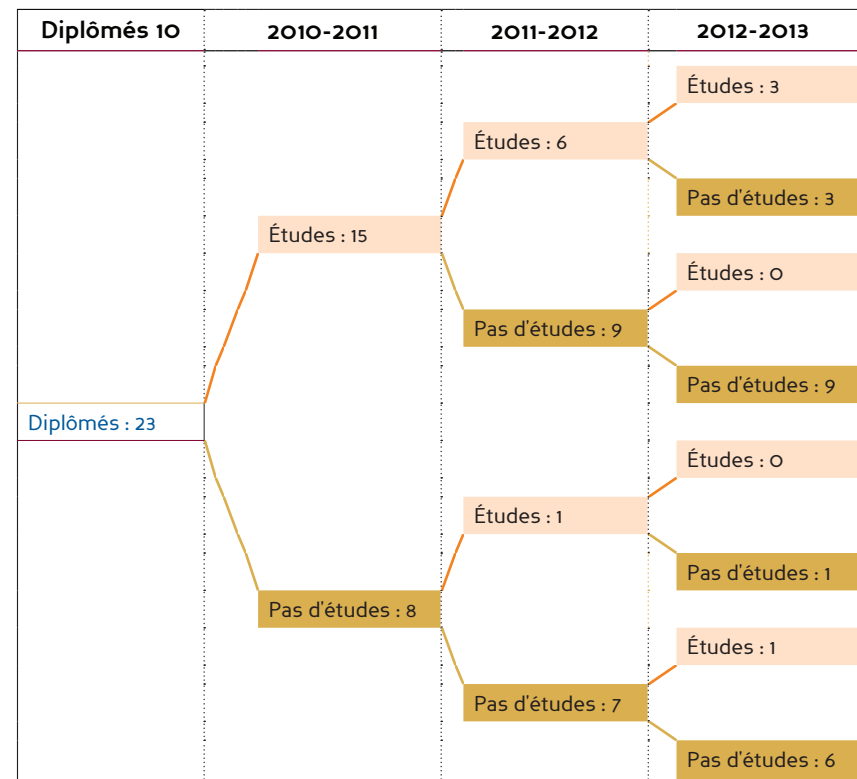 Diplômés 10 2010-2011 2011-2012 2012-2013
Études : 3
Études : 6
Pas d'études : 3
Études : 15
Études : 0
Pas d'études : 9
Pas d'études : 9
Diplômés : 23
Études : 0
Études : 1
Pas d'études : 1
Pas d'études : 8
Études : 1
Pas d'études : 7
Pas d'études : 6